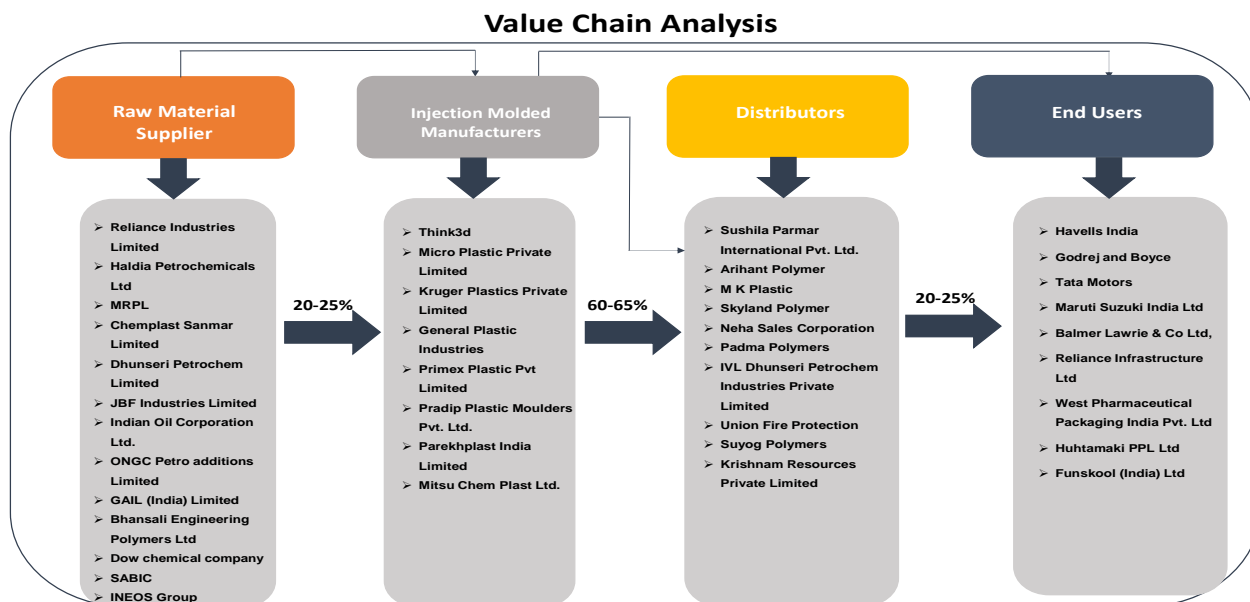 Value Chain Analysis
Raw Material
Supplier
Injection Molded
Manufacturers
Distributors
End Users
➢ Reliance Industries
Limited
➢ Haldia Petrochemicals
Ltd
➢ MRPL
➢ Chemplast Sanmar
Limited
➢ Dhunseri Petrochem
Limited
➢ JBF Industries Limited
➢ Indian Oil Corporation
Ltd.
➢ ONGC Petro additions
Limited
➢ GAIL (India) Limited
➢ Bhansali Engineering
Polymers Ltd
➢ Dow chemical company
➢ SABIC
➢ INEOS Group
20-25%
➢ Think3d
➢ Micro Plastic Private
Limited
➢ Kruger Plastics Private
Limited
➢ General Plastic
Industries
➢ Primex Plastic Pvt
Limited
➢ Pradip Plastic Moulders
Pvt. Ltd.
➢ Parekhplast India
Limited
➢ Mitsu Chem Plast Ltd.
60-65%
➢ Sushila Parmar
International Pvt. Ltd.
➢ Arihant Polymer
➢ M K Plastic
➢ Skyland Polymer
➢ Neha Sales Corporation
➢ Padma Polymers
➢ IVL Dhunseri Petrochem
Industries Private
Limited
➢ Union Fire Protection
➢ Suyog Polymers
➢ Krishnam Resources
Private Limited
20-25%
➢ Havells India
➢ Godrej and Boyce
➢ Tata Motors
➢ Maruti Suzuki India Ltd
➢ Balmer Lawrie & Co Ltd,
➢ Reliance Infrastructure
Ltd
➢ West Pharmaceutical
Packaging India Pvt. Ltd
➢ Huhtamaki PPL Ltd
➢ Funskool (India) Ltd